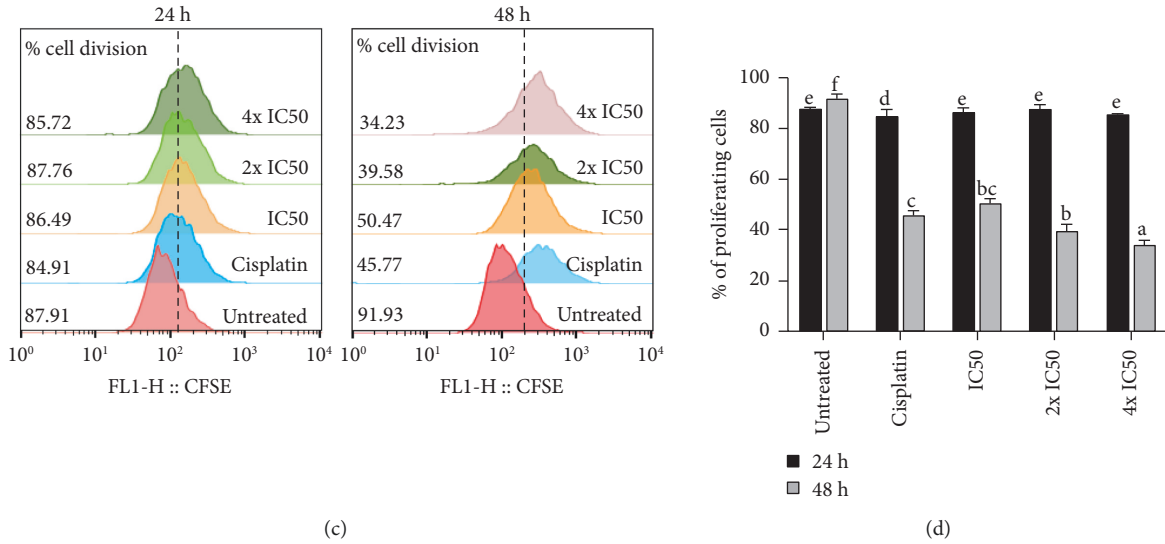 24 h
% cell division
85.72 4x IC50
87.76 2x IC50
86.49 IC50
84.91 Cisplatin
87.91 Untreated
10^0 10^1 10^2 10^3 10^4
FL1-H :: CFSE
48 h
% cell division
34.23 4x IC50
39.58 2x IC50
50.47 IC50
45.77 Cisplatin
91.93 Untreated
10^0 10^1 10^2 10^3 10^4
FL1-H :: CFSE
(c)
% of proliferating cells
100
80
60
40
20
0
e f d c e bc e b e a
Untreated
Cisplatin
IC50
2x IC50
4x IC50
24 h
48 h
(d)